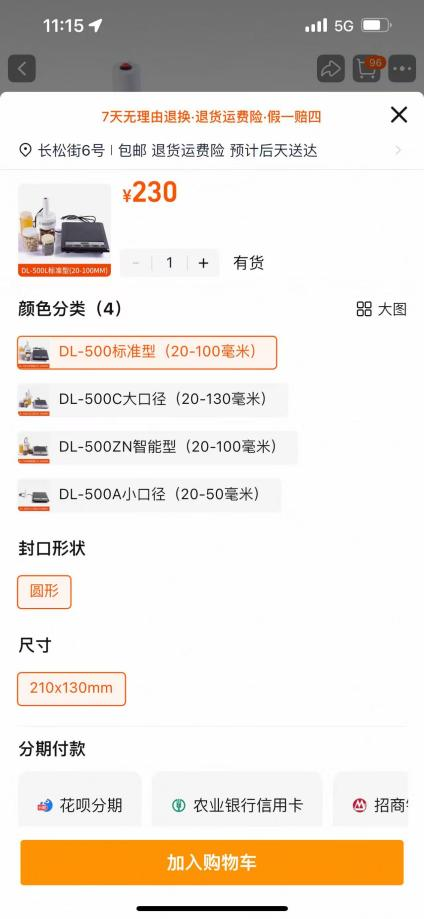 11:15
5G
96
7天无理由退换·退货运费险·假一赔四
长松街6号 | 包邮 退货运费险 预计后天送达
¥230
DL-500L标准型(20-100MM)
1
有货
颜色分类（4）
大图
DL-500标准型（20-100毫米）
DL-500C大口径（20-130毫米）
DL-500ZN智能型（20-100毫米）
DL-500A小口径（20-50毫米）
封口形状
圆形
尺寸
210x130mm
分期付款
花呗分期
农业银行信用卡
招商
加入购物车